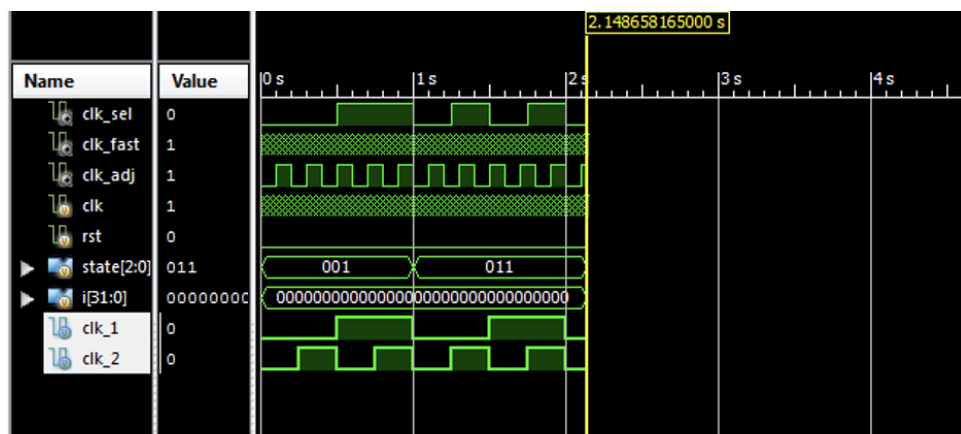 2.148658165000 s
Name Value 0 s 1 s 2 s 3 s 4 s
clk_sel 0
clk_fast 1
clk_adj 1
clk 1
rst 0
state[2:0] 011 001 011
i[31:0] 00000000 00000000000000000000000000000000
clk_1 0
clk_2 0